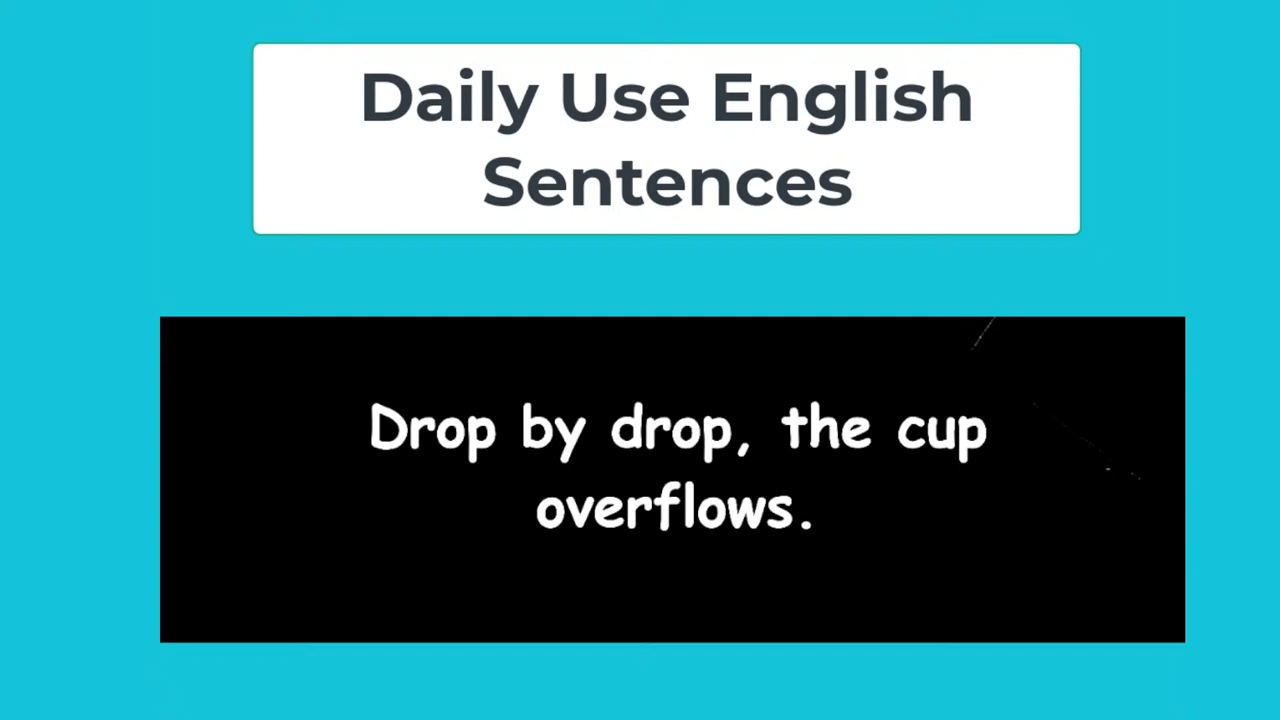 Daily Use English
Sentences
Drop by drop, the cup
overflows.